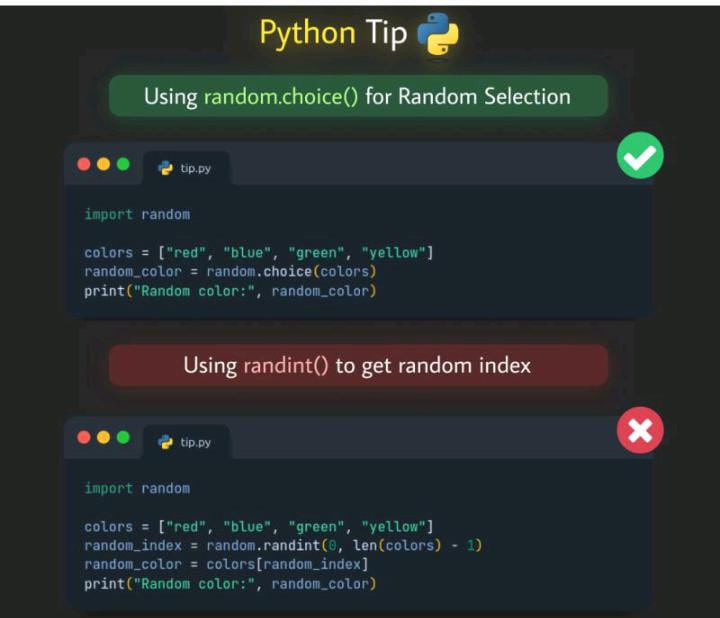 Python Tip
Using random.choice() for Random Selection
tip.py
import random
colors = ["red", "blue", "green", "yellow"]
random_color = random.choice(colors)
print("Random color:", random_color)
Using randint() to get random index
tip.py
import random
colors = ["red", "blue", "green", "yellow"]
random_index = random.randint(0, len(colors) - 1)
random_color = colors[random_index]
print("Random color:", random_color)